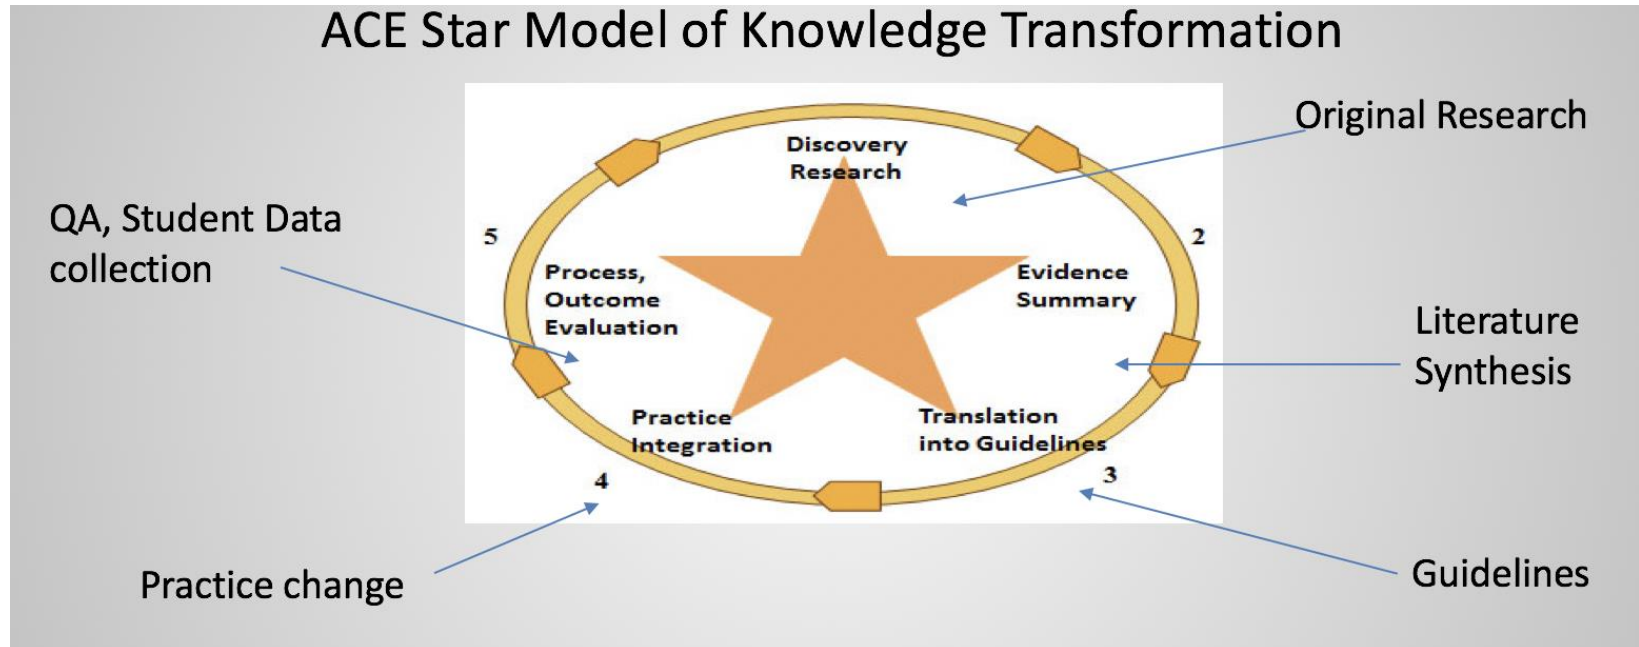 ACE Star Model of Knowledge Transformation
Original Research
Discovery
Research
QA, Student Data
collection
5
2
Process,
Outcome
Evaluation
Evidence
Summary
Literature
Synthesis
Practice
Integration
Translation
into Guidelines
4
3
Practice change
Guidelines